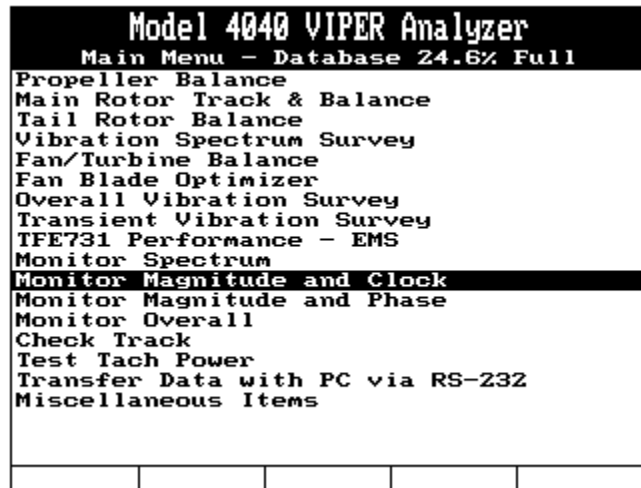 Model 4040 VIPER Analyzer
Main Menu – Database 24.6% Full
Propeller Balance
Main Rotor Track & Balance
Tail Rotor Balance
Vibration Spectrum Survey
Fan/Turbine Balance
Fan Blade Optimizer
Overall Vibration Survey
Transient Vibration Survey
TFE731 Performance – EMS
Monitor Spectrum
Monitor Magnitude and Clock
Monitor Magnitude and Phase
Monitor Overall
Check Track
Test Tach Power
Transfer Data with PC via RS-232
Miscellaneous Items